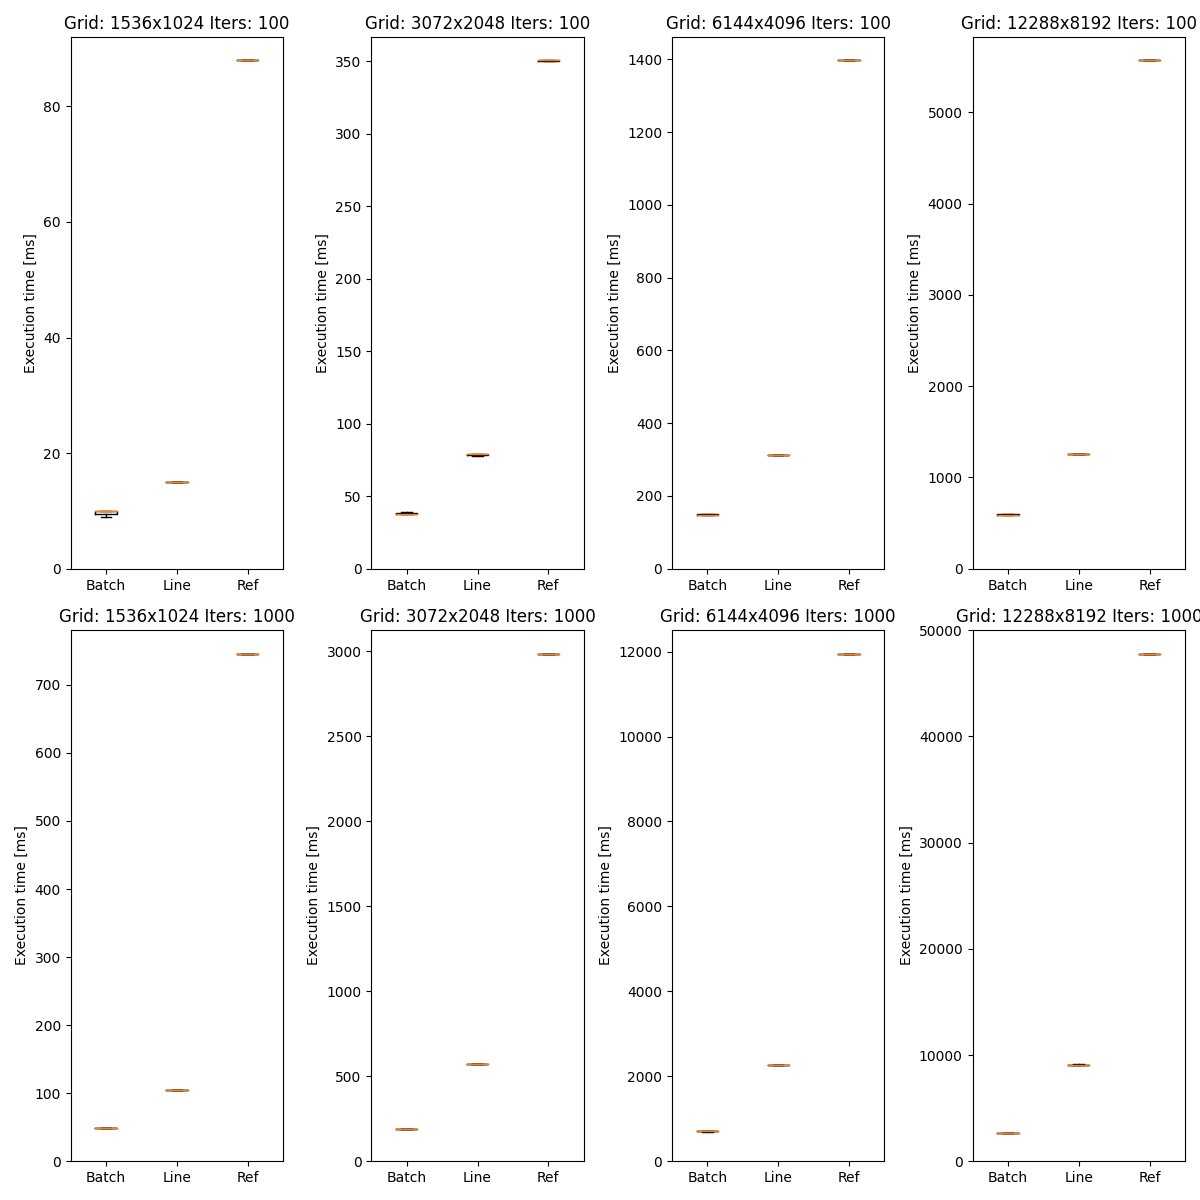 Grid: 1536x1024 Iters: 100
Execution time [ms]
80
60
40
20
0
Batch Line Ref
Grid: 3072x2048 Iters: 100
Execution time [ms]
350
300
250
200
150
100
50
0
Batch Line Ref
Grid: 6144x4096 Iters: 100
Execution time [ms]
1400
1200
1000
800
600
400
200
0
Batch Line Ref
Grid: 12288x8192 Iters: 100
Execution time [ms]
5000
4000
3000
2000
1000
0
Batch Line Ref
Grid: 1536x1024 Iters: 1000
Execution time [ms]
700
600
500
400
300
200
100
0
Batch Line Ref
Grid: 3072x2048 Iters: 1000
Execution time [ms]
3000
2500
2000
1500
1000
500
0
Batch Line Ref
Grid: 6144x4096 Iters: 1000
Execution time [ms]
12000
10000
8000
6000
4000
2000
0
Batch Line Ref
Grid: 12288x8192 Iters: 1000
Execution time [ms]
50000
40000
30000
20000
10000
0
Batch Line Ref